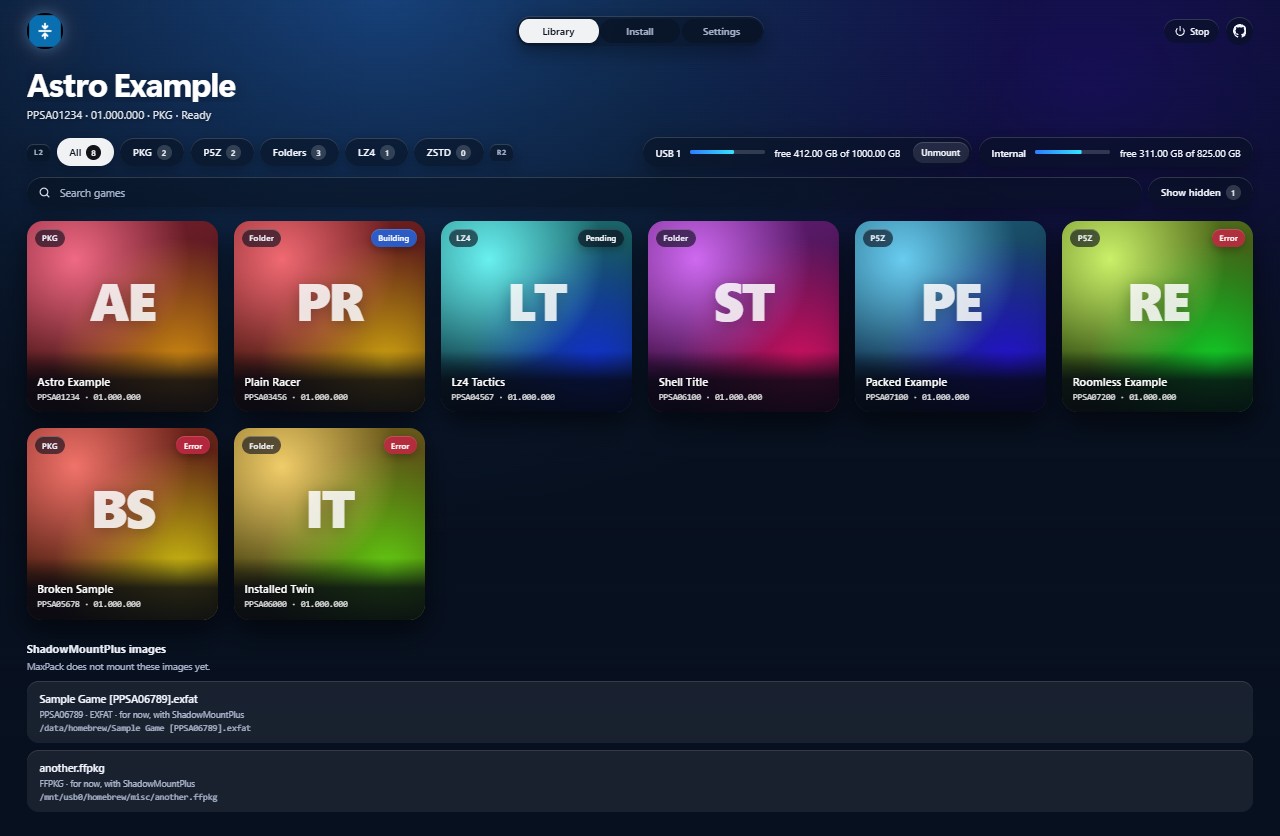 Library Install Settings Stop
Astro Example
PPSA01234 · 01.000.000 · PKG · Ready
L2 All 8 PKG 2 P5Z 2 Folders 3 LZ4 1 ZSTD 0 R2 USB 1 free 412.00 GB of 1000.00 GB Unmount Internal free 311.00 GB of 825.00 GB
Search games Show hidden 1
PKG Folder Building LZ4 Pending Folder P5Z P5Z Error
AE PR LT ST PE RE
Astro Example Plain Racer Lz4 Tactics Shell Title Packed Example Roomless Example
PPSA01234 · 01.000.000 PPSA03456 · 01.000.000 PPSA04567 · 01.000.000 PPSA06100 · 01.000.000 PPSA07100 · 01.000.000 PPSA07200 · 01.000.000
PKG Error Folder Error
BS IT
Broken Sample Installed Twin
PPSA05678 · 01.000.000 PPSA06000 · 01.000.000
ShadowMountPlus images
MaxPack does not mount these images yet.
Sample Game [PPSA06789].exfat
PPSA06789 · EXFAT · for now, with ShadowMountPlus
/data/homebrew/Sample Game [PPSA06789].exfat
another.ffpkg
FFPKG · for now, with ShadowMountPlus
/mnt/usb0/homebrew/misc/another.ffpkg